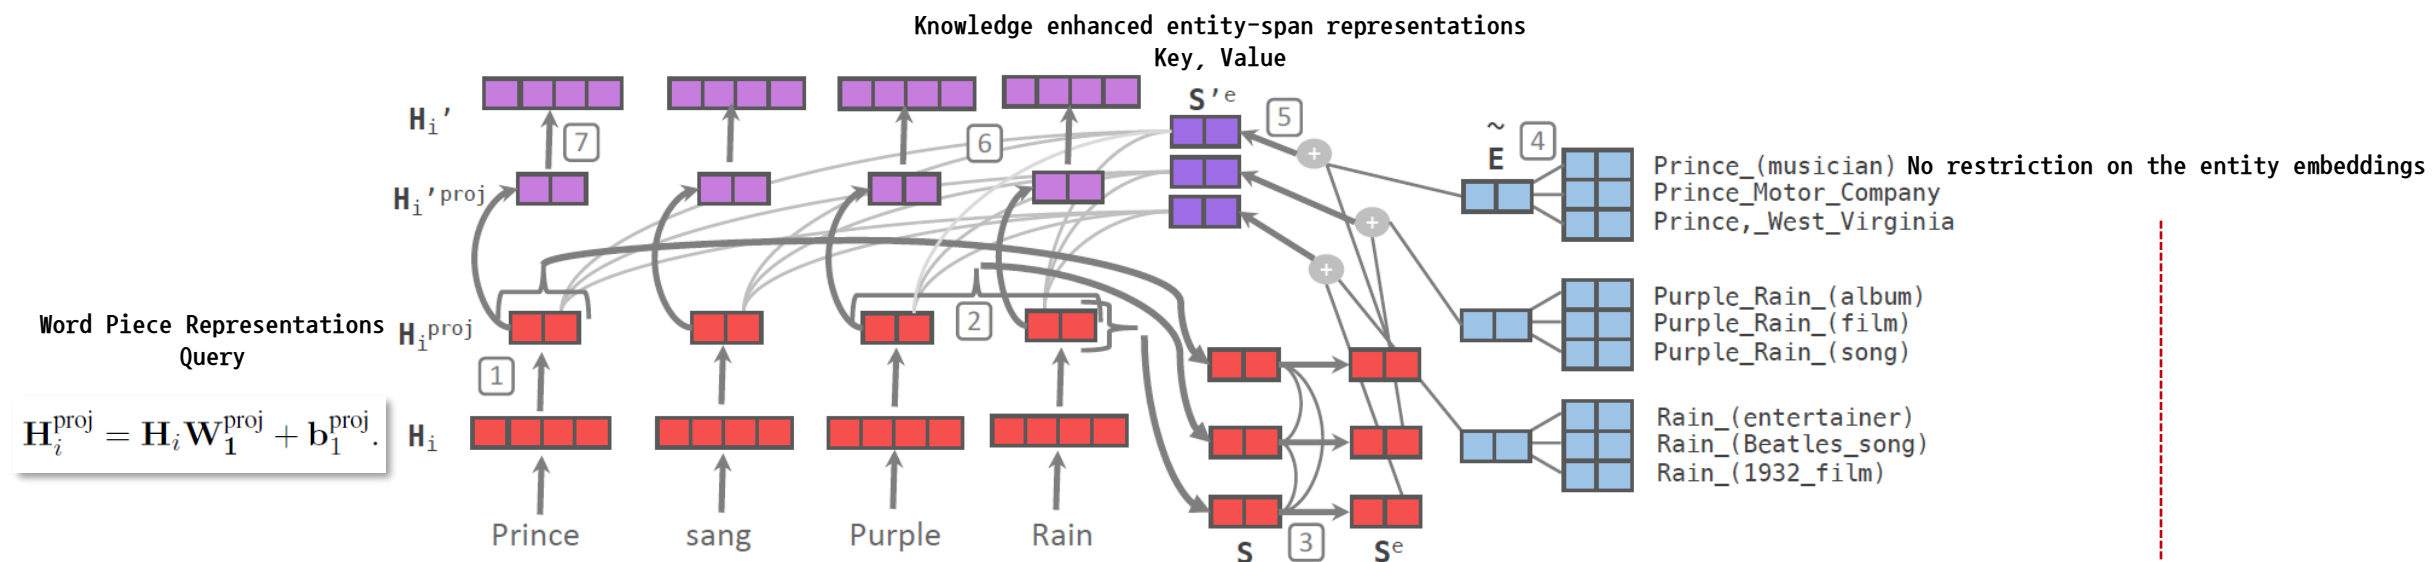 Knowledge enhanced entity-span representations
Key, Value
H_i'
7
6
S'^e
5
~
E
4
Prince_(musician) No restriction on the entity embeddings
Prince_Motor_Company
Prince,_West_Virginia
H_i'^proj
+
+
+
Purple_Rain_(album)
Purple_Rain_(film)
Purple_Rain_(song)
Word Piece Representations
Query
H_i^proj
2
1
Rain_(entertainer)
Rain_(Beatles_song)
Rain_(1932_film)
H_i^proj = H_i W_1^proj + b_1^proj.
H_i
Prince sang Purple Rain
S
3
S^e